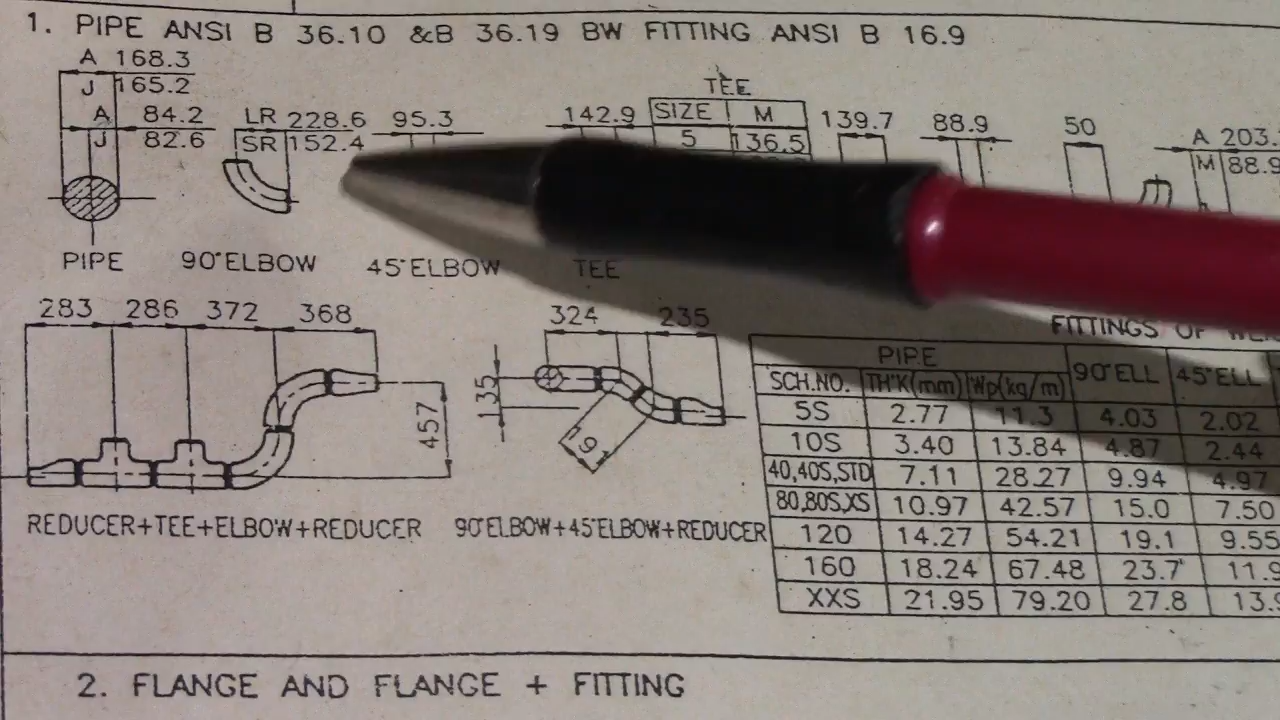 1. PIPE ANSI B 36.10 &B 36.19 BW FITTING ANSI B 16.9
A 168.3
J 165.2
A 84.2
J 82.6
LR 228.6
SR 152.4
95.3
142.9
TEE
SIZE M
5 136.5
139.7
88.9
50
A 203.
M 88.9
PIPE 90°ELBOW 45°ELBOW TEE
283 286 372 368
457
324 235
135
REDUCER+TEE+ELBOW+REDUCER
90°ELBOW+45°ELBOW+REDUCER
FITTINGS OF
PIPE 90°ELL 45°ELL
SCH.NO. TH'K(mm) Wp(kg/m)
5S 2.77 11.3 4.03 2.02
10S 3.40 13.84 4.87 2.44
40,40S,STD 7.11 28.27 9.94 4.97
80,80S,XS 10.97 42.57 15.0 7.50
120 14.27 54.21 19.1 9.55
160 18.24 67.48 23.7 11.9
XXS 21.95 79.20 27.8 13.9
2. FLANGE AND FLANGE + FITTING